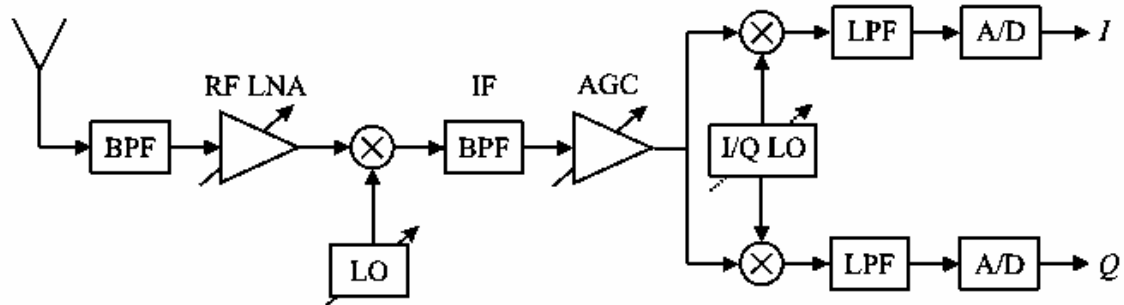 LPF
A/D
I
RF LNA
IF
AGC
BPF
BPF
I/Q LO
LO
LPF
A/D
Q